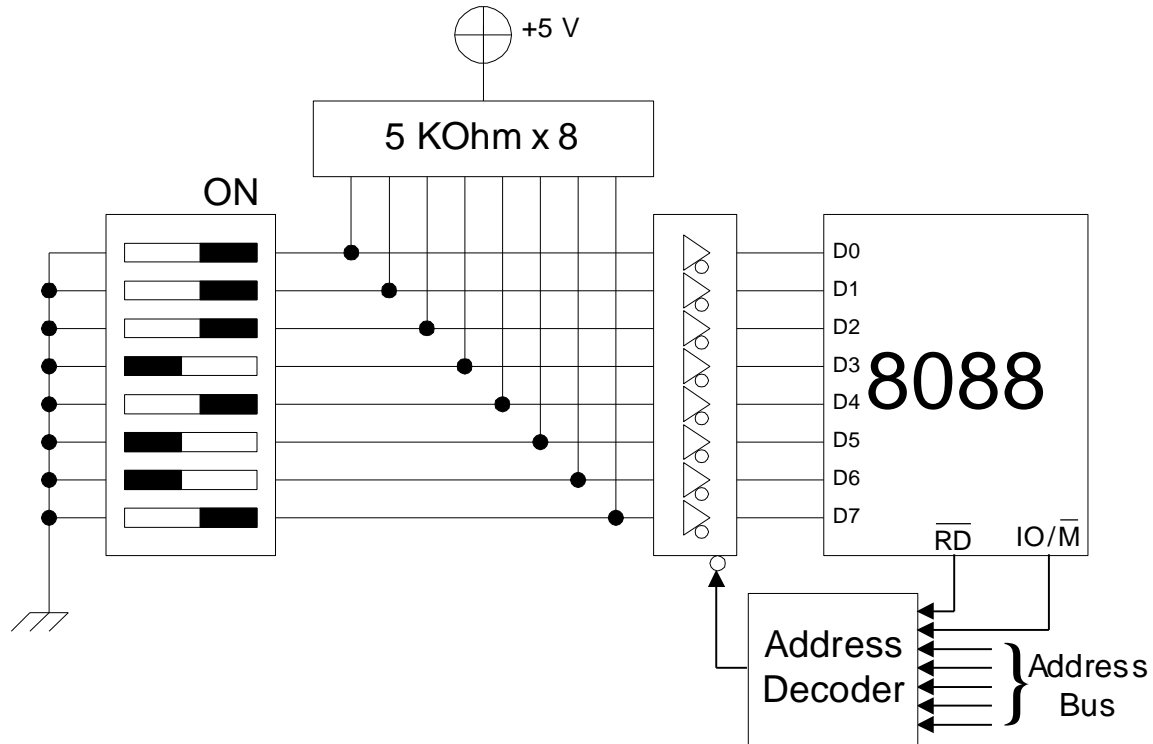 +5 V
5 KOhm x 8
ON
D0
D1
D2
D3
D4
D5
D6
D7
8088
RD
IO/M
Address
Decoder
Address
Bus